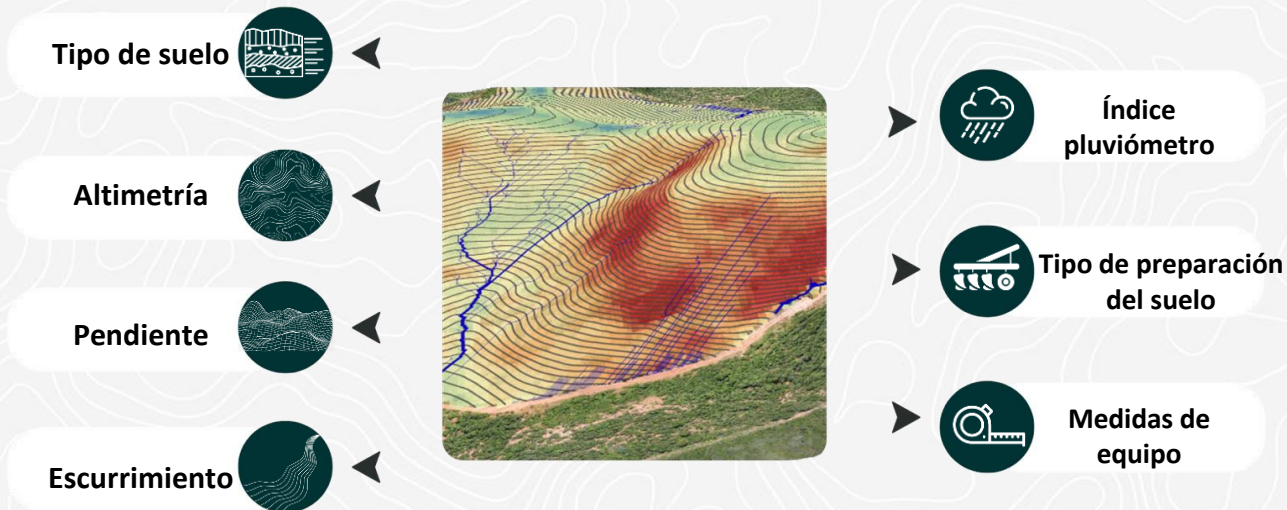 Tipo de suelo
Altimetría
Pendiente
Escurrimiento
Índice
pluviómetro
Tipo de preparación
del suelo
Medidas de
equipo